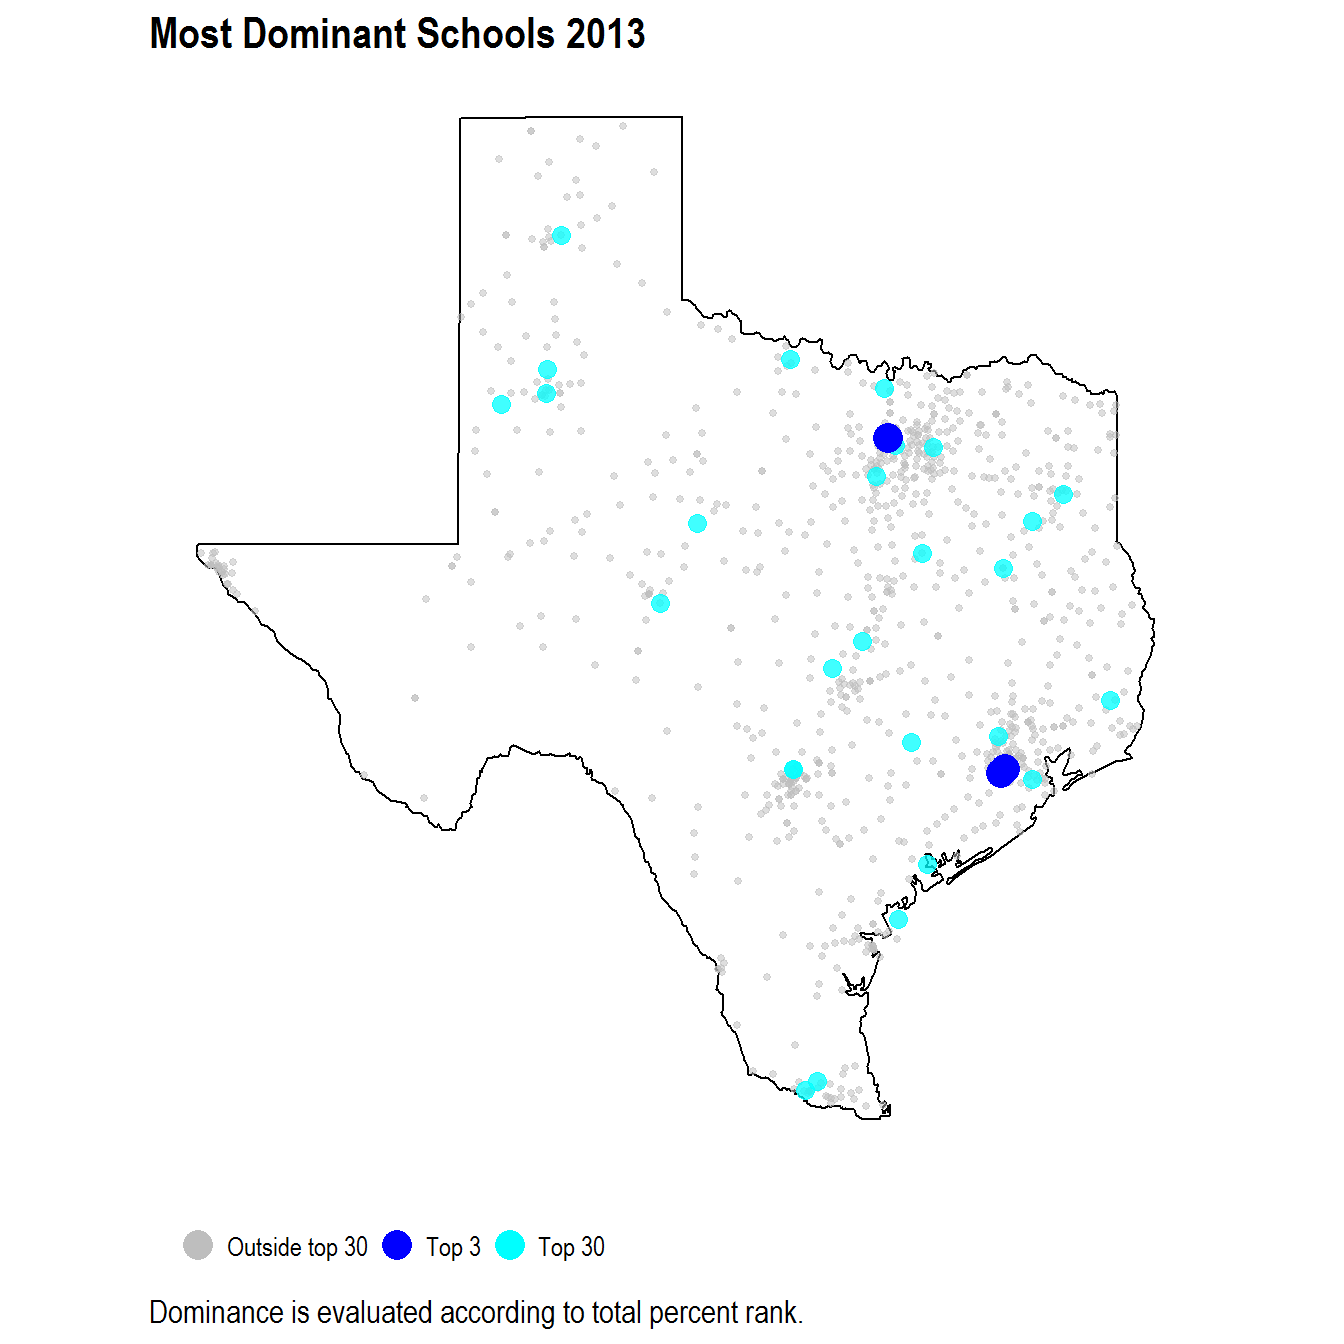 Most Dominant Schools 2013
Outside top 30 Top 3 Top 30
Dominance is evaluated according to total percent rank.